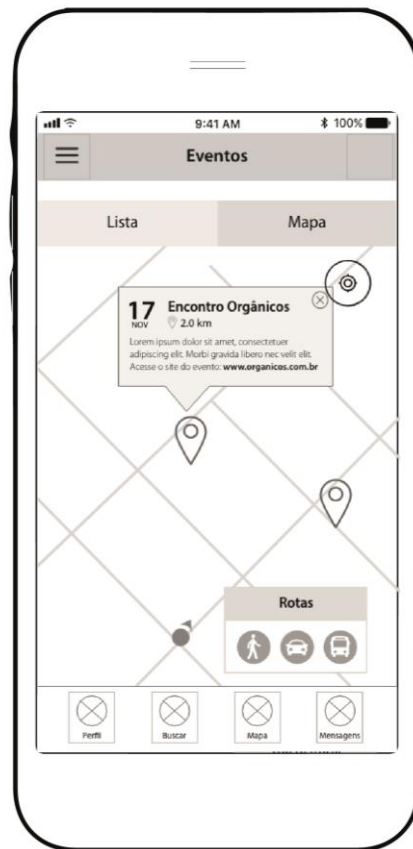 9:41 AM
100%
Eventos
Lista
Mapa
17
NOV
Encontro Orgânicos
2.0 km
Lorem ipsum dolor sit amet, consectetuer
adipiscing elit. Morbi gravida libero nec velit elit.
Acesse o site do evento: www.organicos.com.br
Rotas
Perfil
Buscar
Mapa
Mensagens